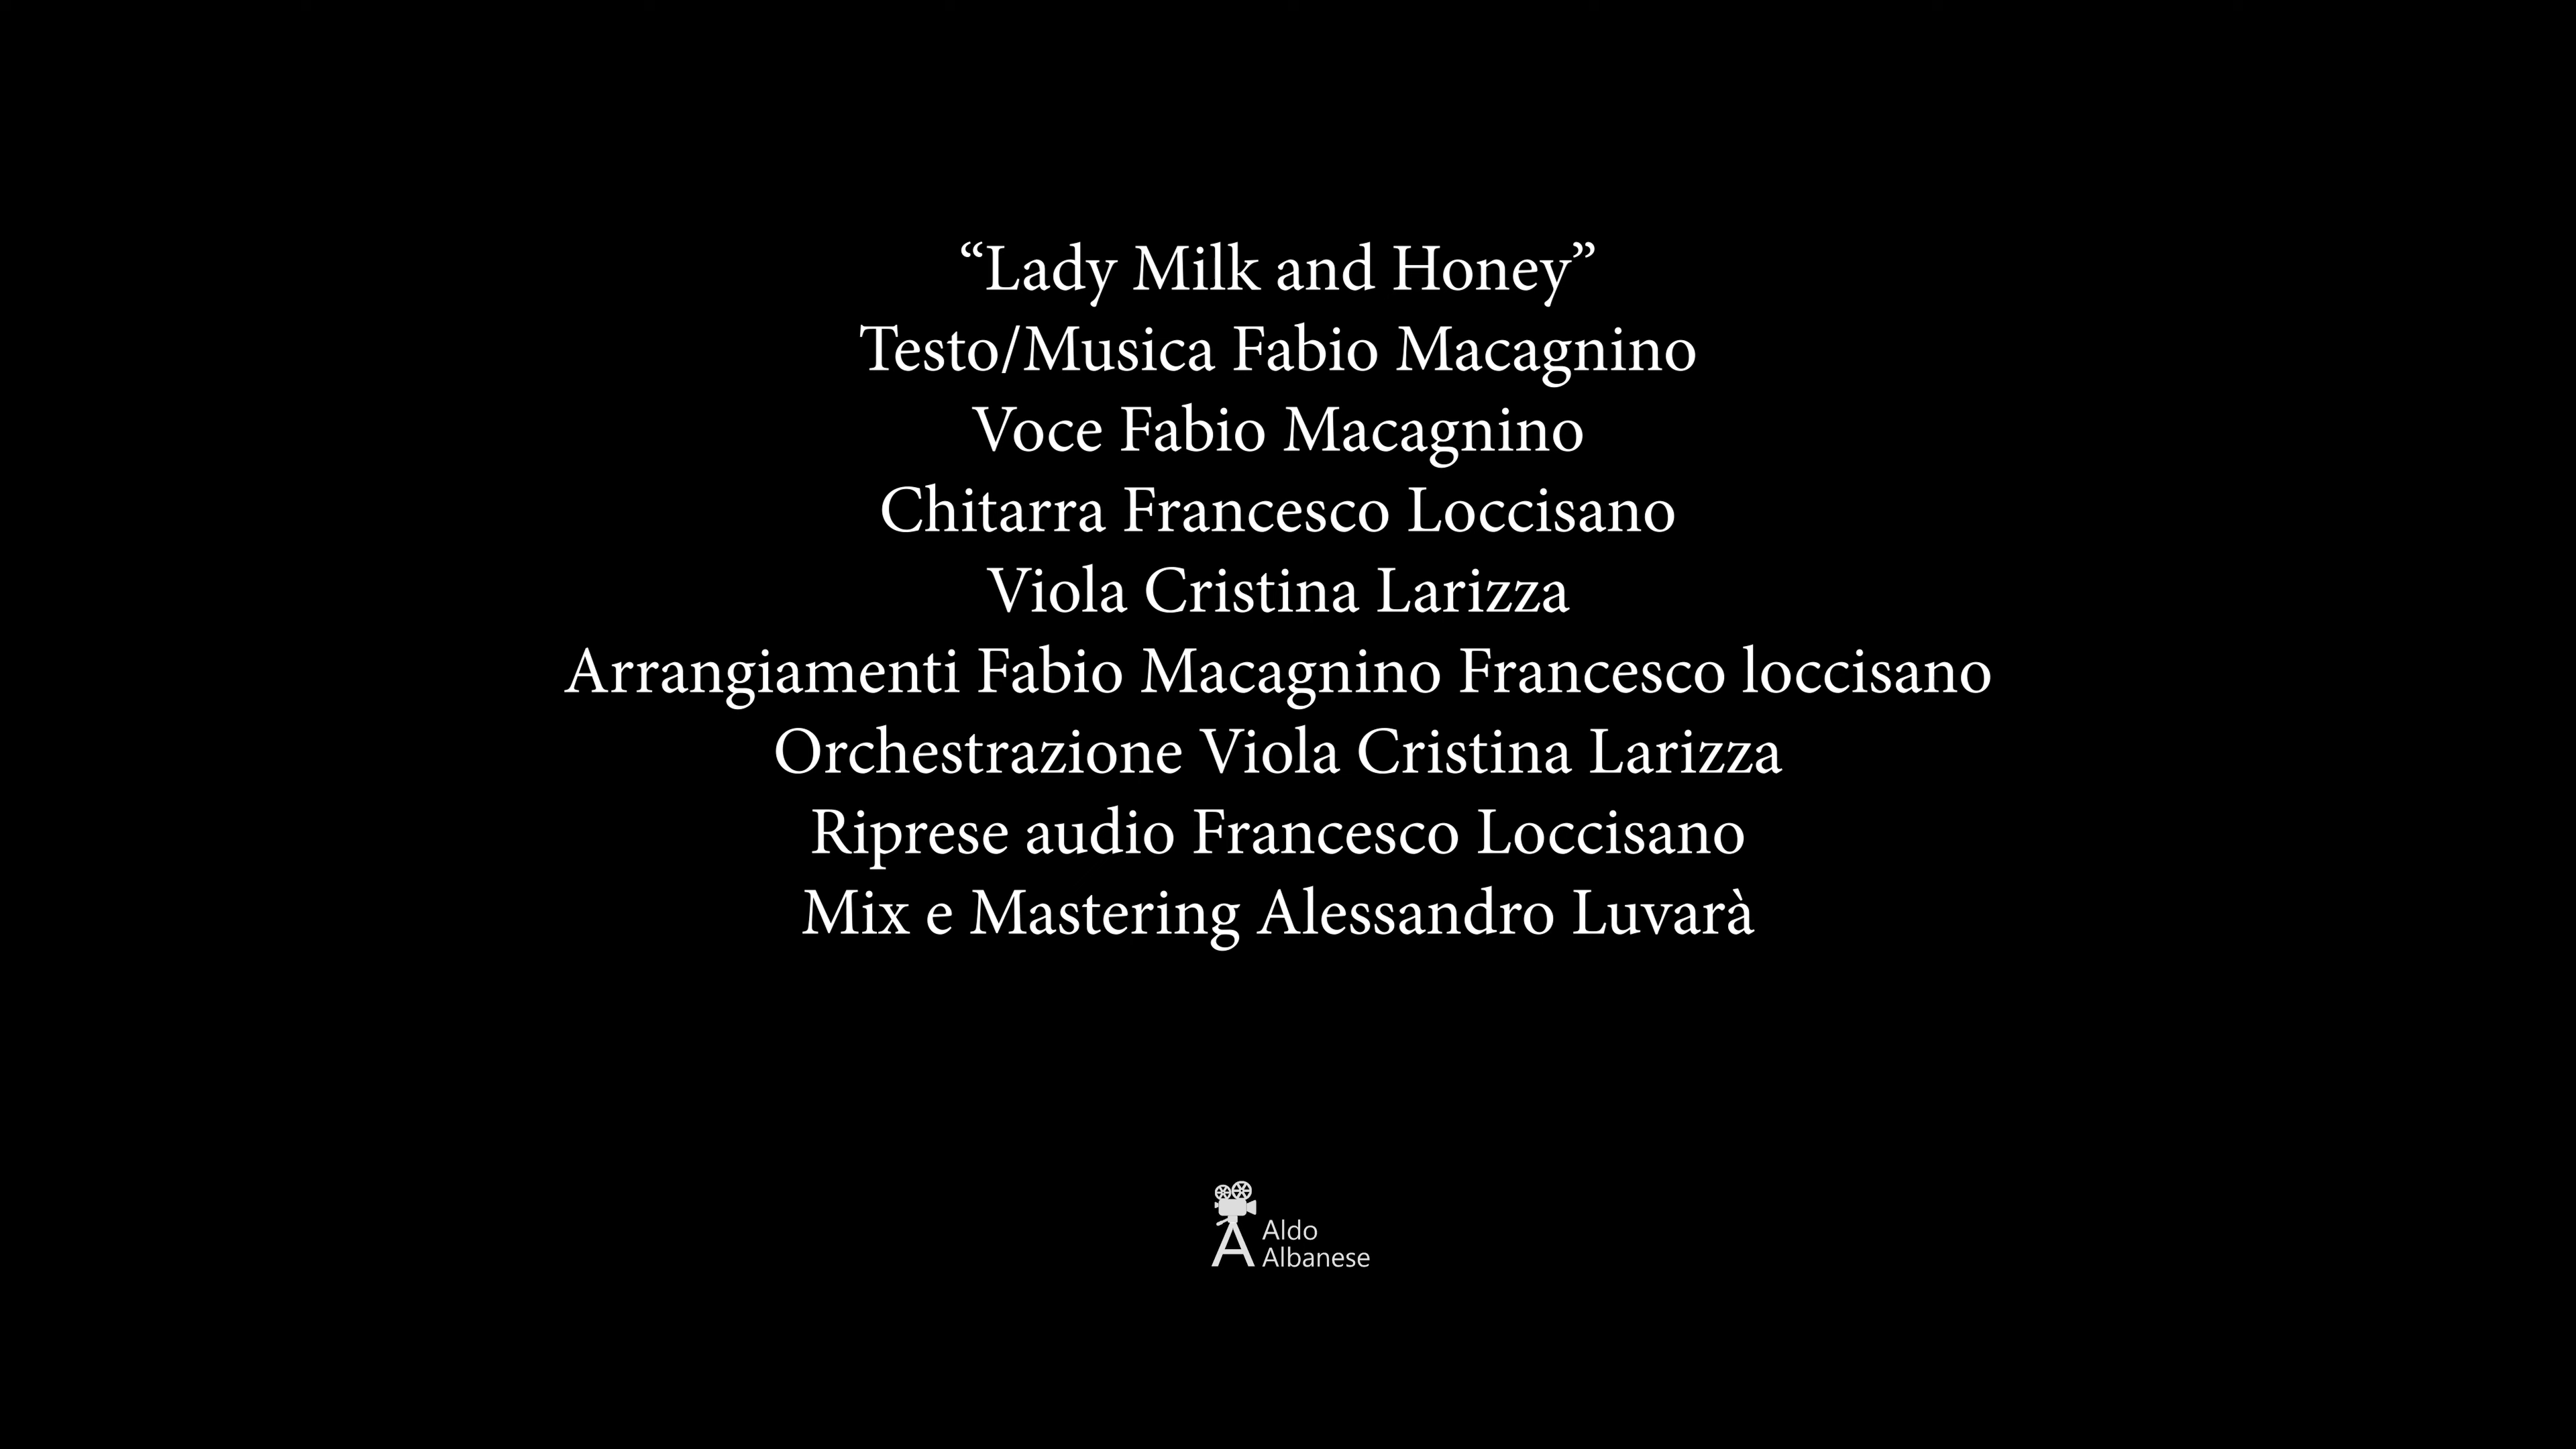 “Lady Milk and Honey”
Testo/Musica Fabio Macagnino
Voce Fabio Macagnino
Chitarra Francesco Loccisano
Viola Cristina Larizza
Arrangiamenti Fabio Macagnino Francesco loccisano
Orchestrazione Viola Cristina Larizza
Riprese audio Francesco Loccisano
Mix e Mastering Alessandro Luvarà
Aldo
Albanese